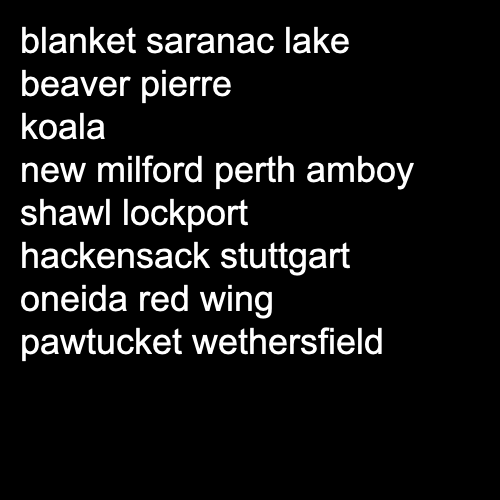 blanket saranac lake
beaver pierre
koala
new milford perth amboy
shawl lockport
hackensack stuttgart
oneida red wing
pawtucket wethersfield